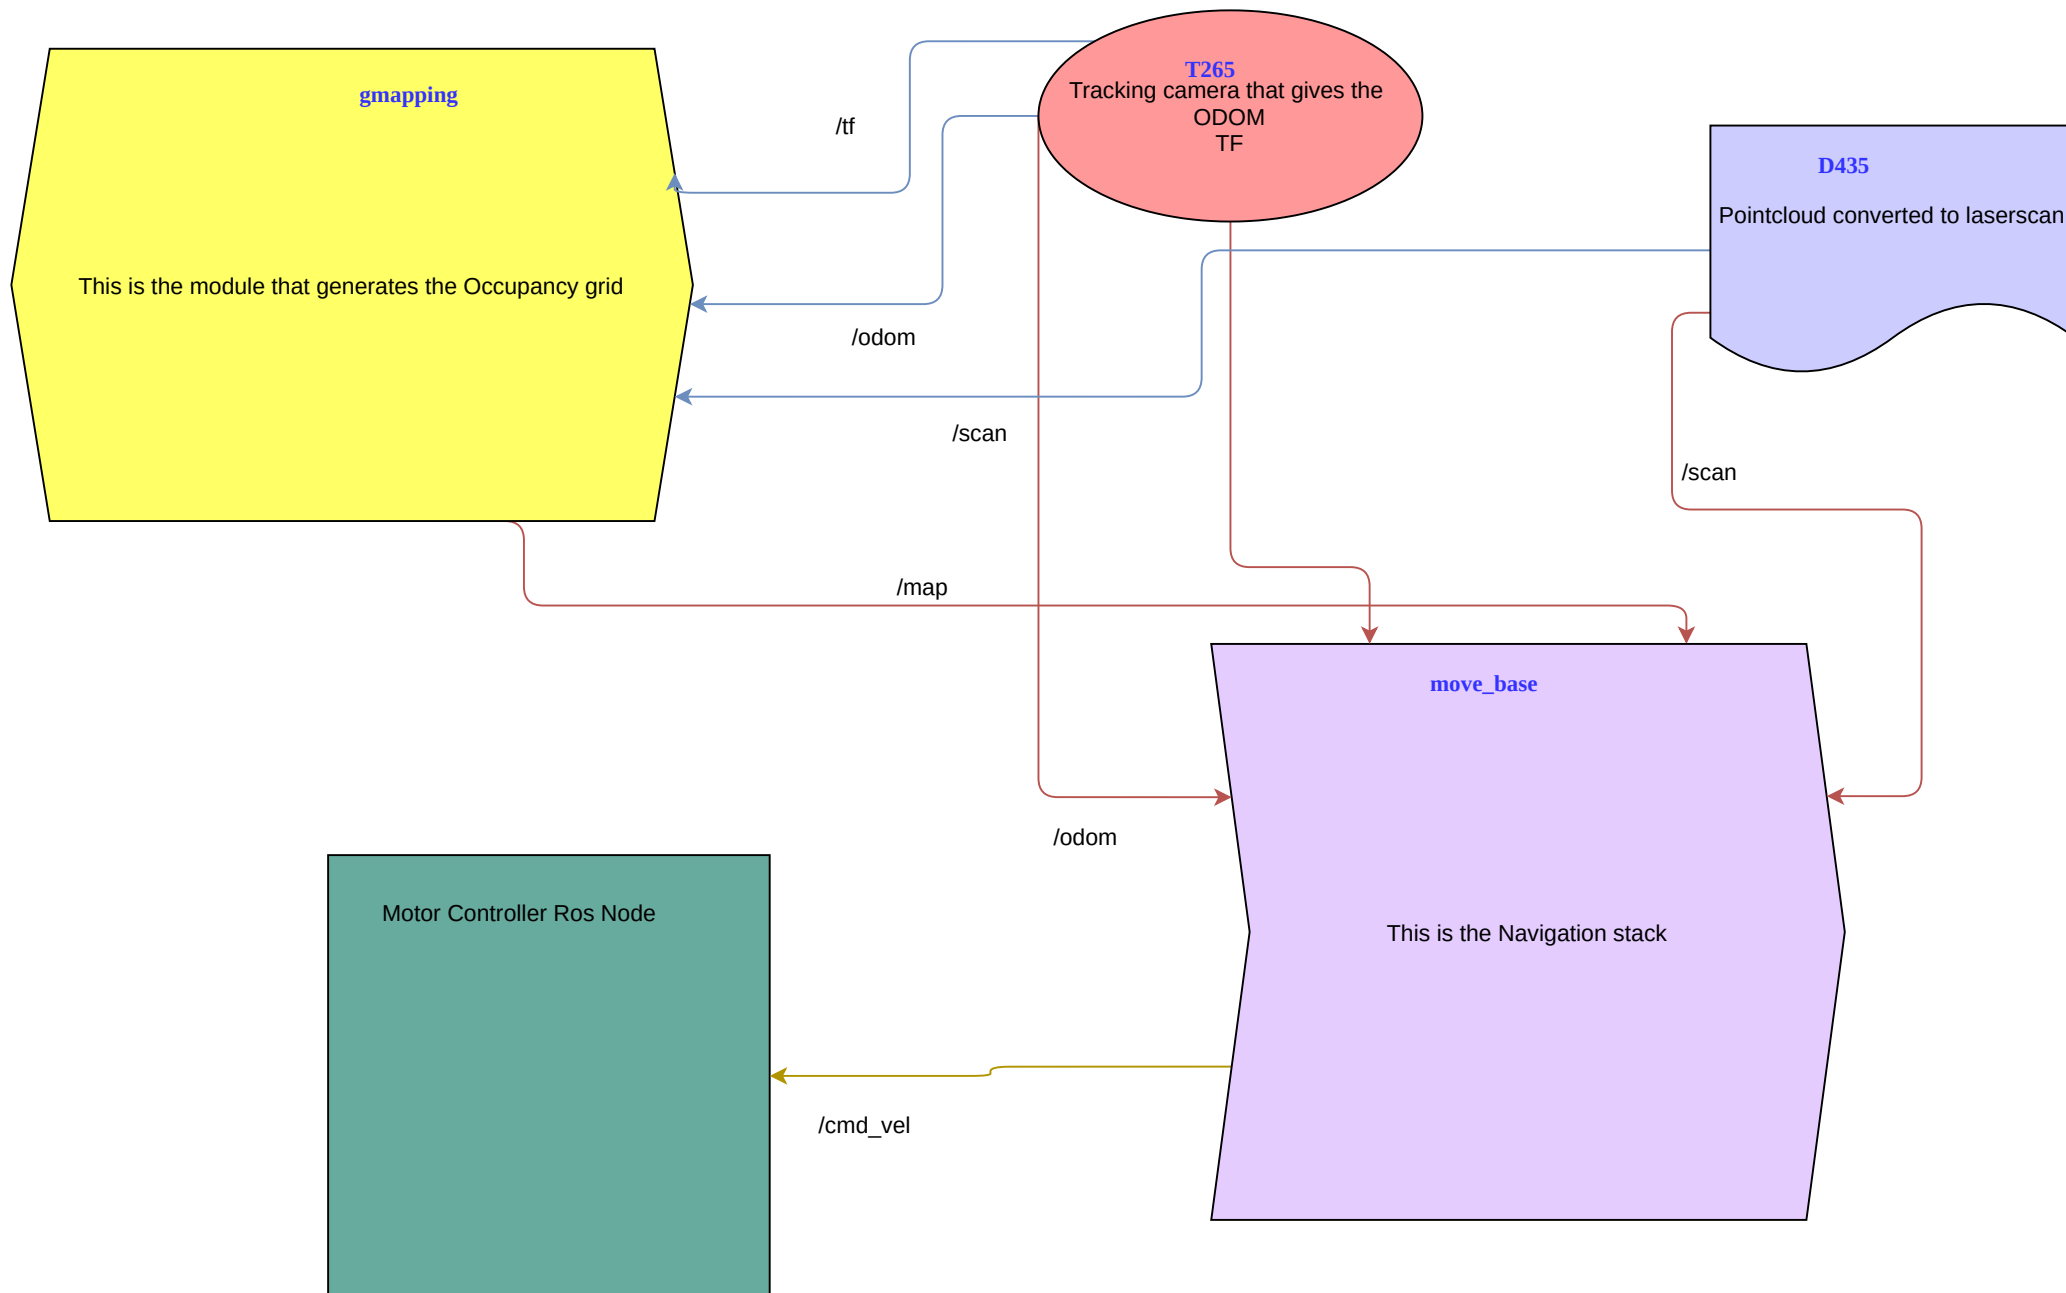 T265
Tracking camera that gives the
ODOM
TF
gmapping
/tf
D435
Pointcloud converted to laserscan
This is the module that generates the Occupancy grid
/odom
/scan
/scan
/map
move_base
/odom
Motor Controller Ros Node
This is the Navigation stack
/cmd_vel